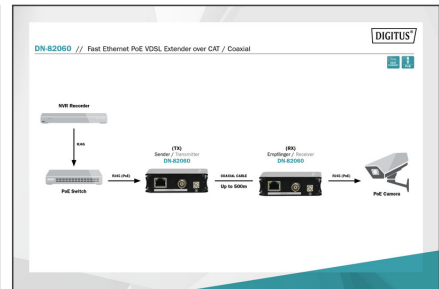 DIGITUS®
DN-82060 // Fast Ethernet PoE VDSL Extender over CAT / Coaxial
NVR Recorder
RJ45
(TX)
Sender / Transmitter
DN-82060
(RX)
Empfänger / Receiver
DN-82060
RJ45 (PoE)
COAXIAL CABLE
Up to 500m
RJ45 (PoE)
PoE Switch
PoE Camera